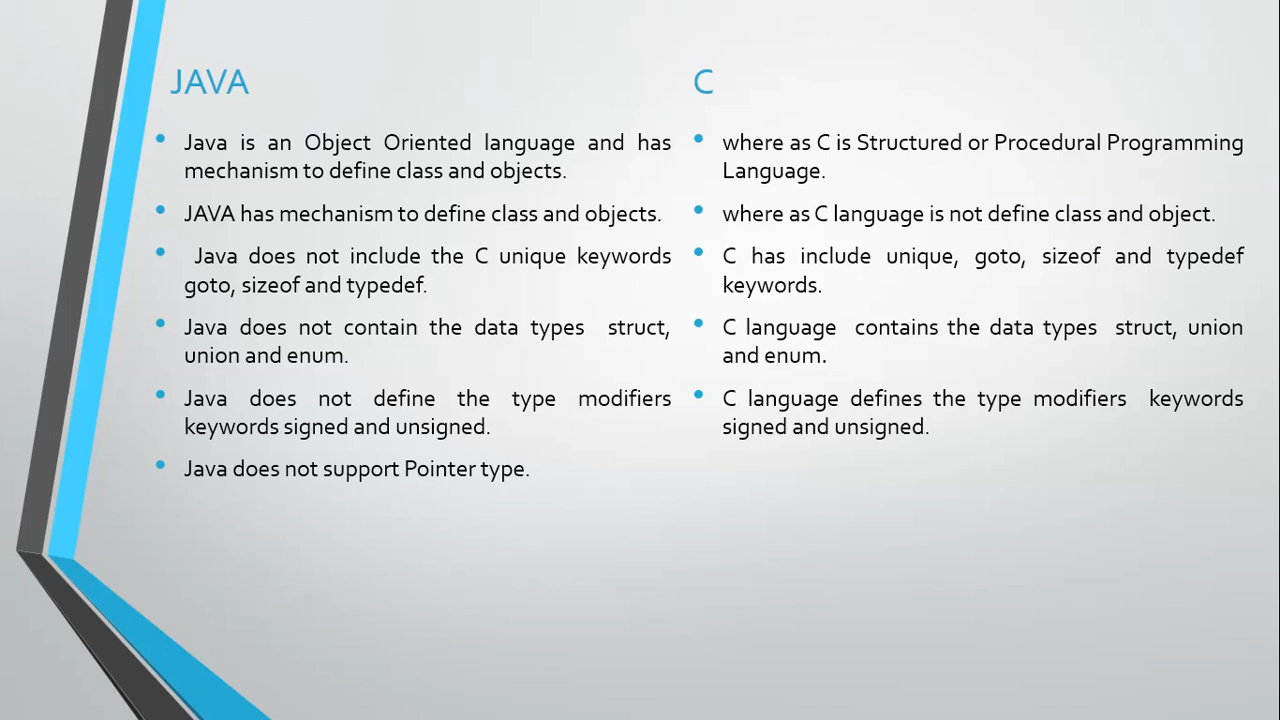 JAVA
• Java is an Object Oriented language and has
mechanism to define class and objects.
• JAVA has mechanism to define class and objects.
• Java does not include the C unique keywords
goto, sizeof and typedef.
• Java does not contain the data types struct,
union and enum.
• Java does not define the type modifiers
keywords signed and unsigned.
• Java does not support Pointer type.
C
• where as C is Structured or Procedural Programming
Language.
• where as C language is not define class and object.
• C has include unique, goto, sizeof and typedef
keywords.
• C language contains the data types struct, union
and enum.
• C language defines the type modifiers keywords
signed and unsigned.